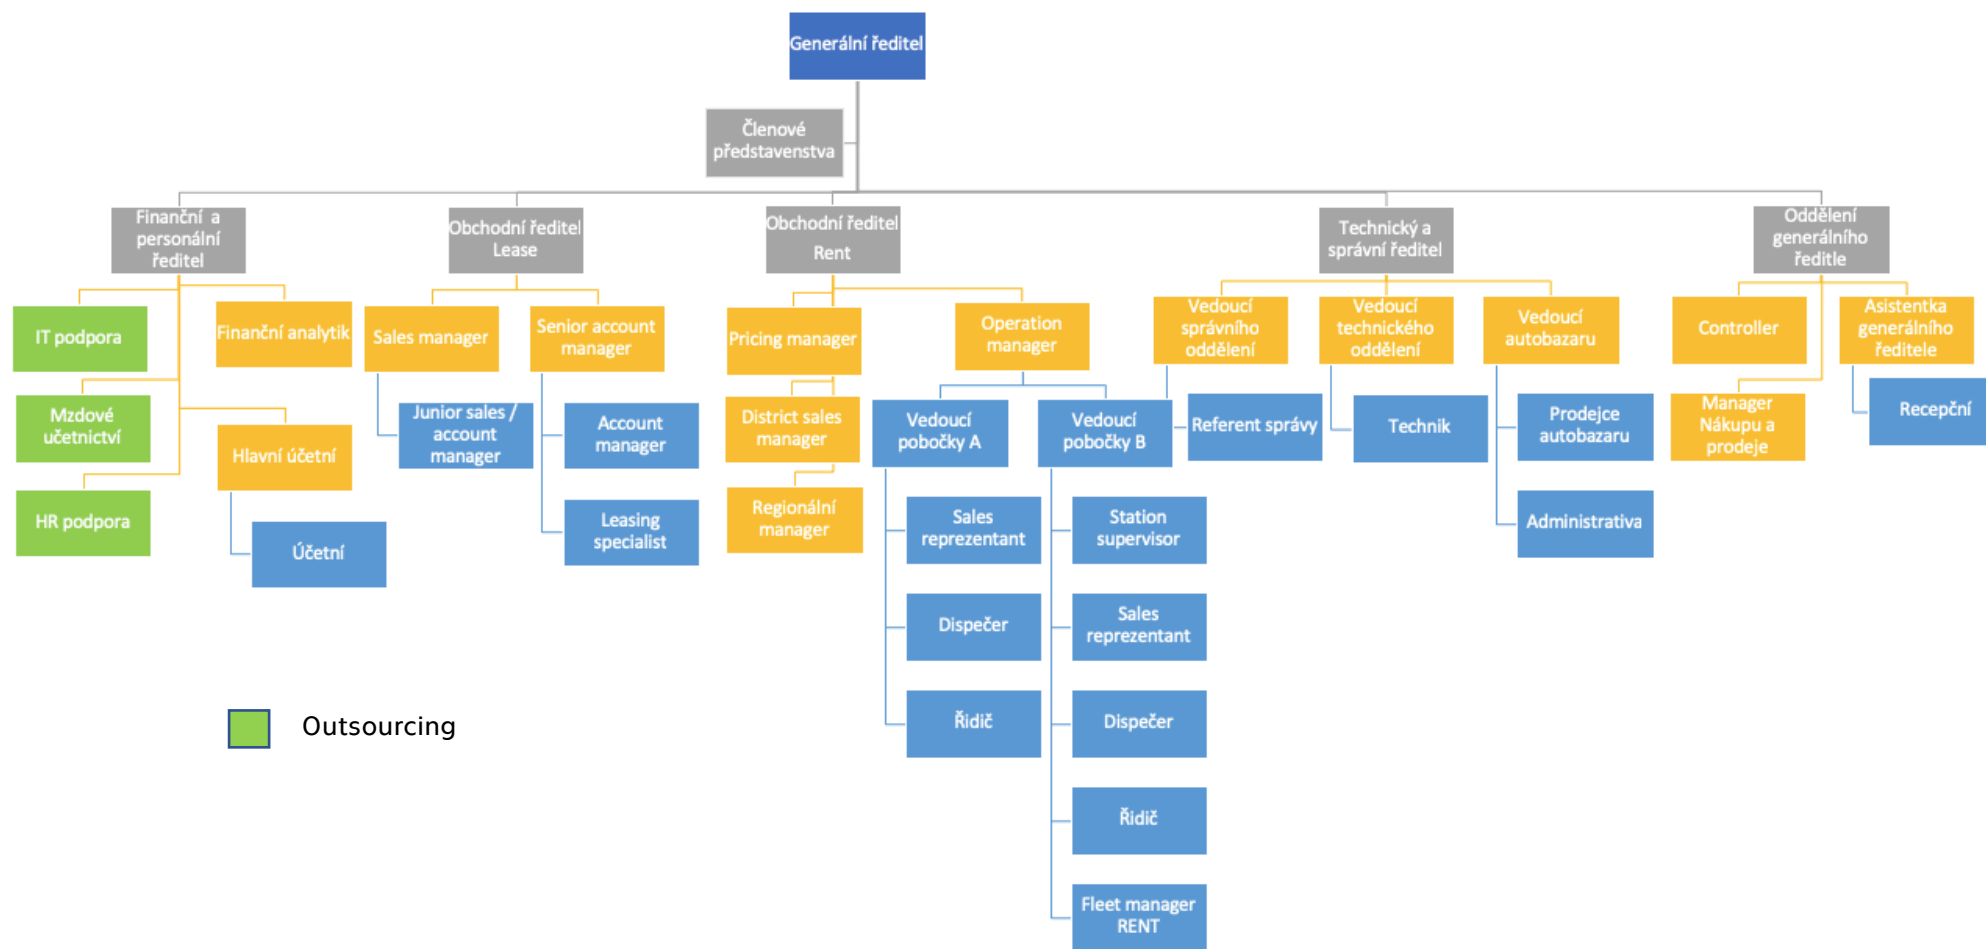 Generální ředitel
Členové
představenstva
Finanční a
personální
ředitel
Obchodní ředitel
Lease
Obchodní ředitel
Rent
Technický a
správní ředitel
Oddělení
generálního
ředitle
IT podpora
Finanční analytik
Mzdové
učetnictví
Hlavní účetní
HR podpora
Účetní
Sales manager
Senior account
manager
Junior sales /
account
manager
Account
manager
Leasing
specialist
Pricing manager
Operation
manager
District sales
manager
Regionální
manager
Vedoucí
pobočky A
Vedoucí
pobočky B
Sales
reprezentant
Dispečer
Řidič
Station
supervisor
Sales
reprezentant
Dispečer
Řidič
Fleet manager
RENT
Vedoucí
správního
oddělení
Vedoucí
technického
oddělení
Vedoucí
autobazaru
Referent správy
Technik
Prodejce
autobazaru
Administrativa
Controller
Asistentka
generálního
ředitele
Manager
Nákupu a
prodeje
Recepční
Outsourcing